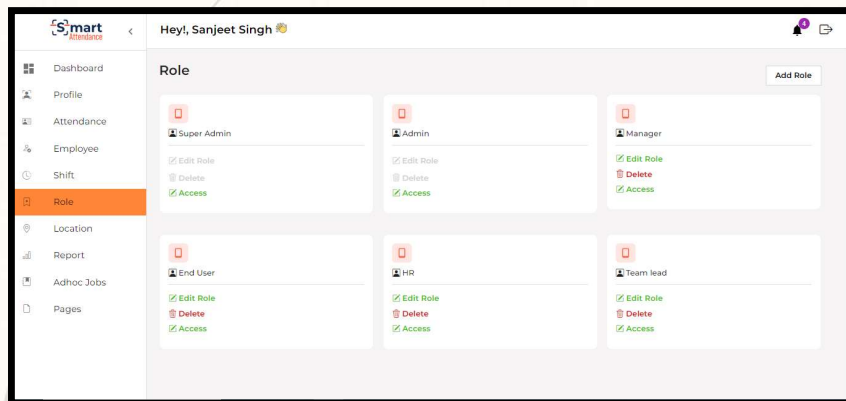 Smart
Attendance
Hey!, Sanjeet Singh
4
Dashboard
Profile
Attendance
Employee
Shift
Role
Location
Report
Adhoc Jobs
Pages
Role
Add Role
Super Admin
Edit Role
Delete
Access
Admin
Edit Role
Delete
Access
Manager
Edit Role
Delete
Access
End User
Edit Role
Delete
Access
HR
Edit Role
Delete
Access
Team lead
Edit Role
Delete
Access